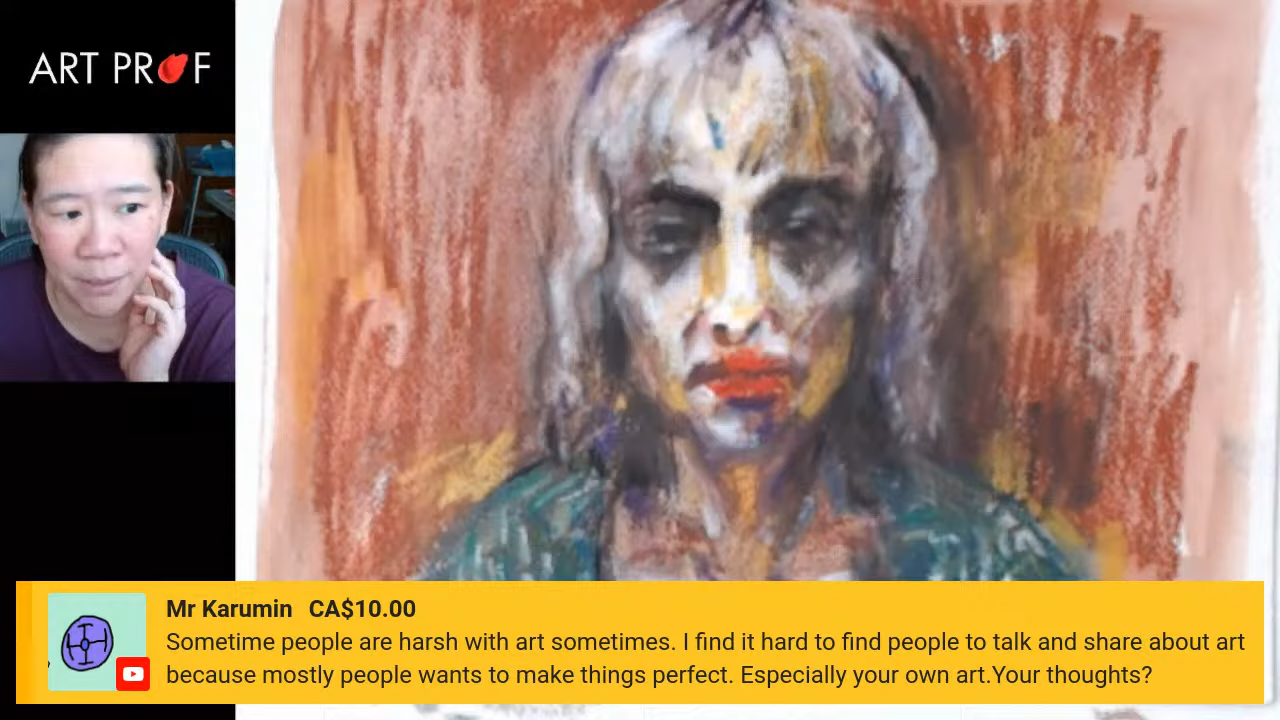 ART PROF
Mr Karumin CA$10.00
Sometime people are harsh with art sometimes. I find it hard to find people to talk and share about art
because mostly people wants to make things perfect. Especially your own art.Your thoughts?